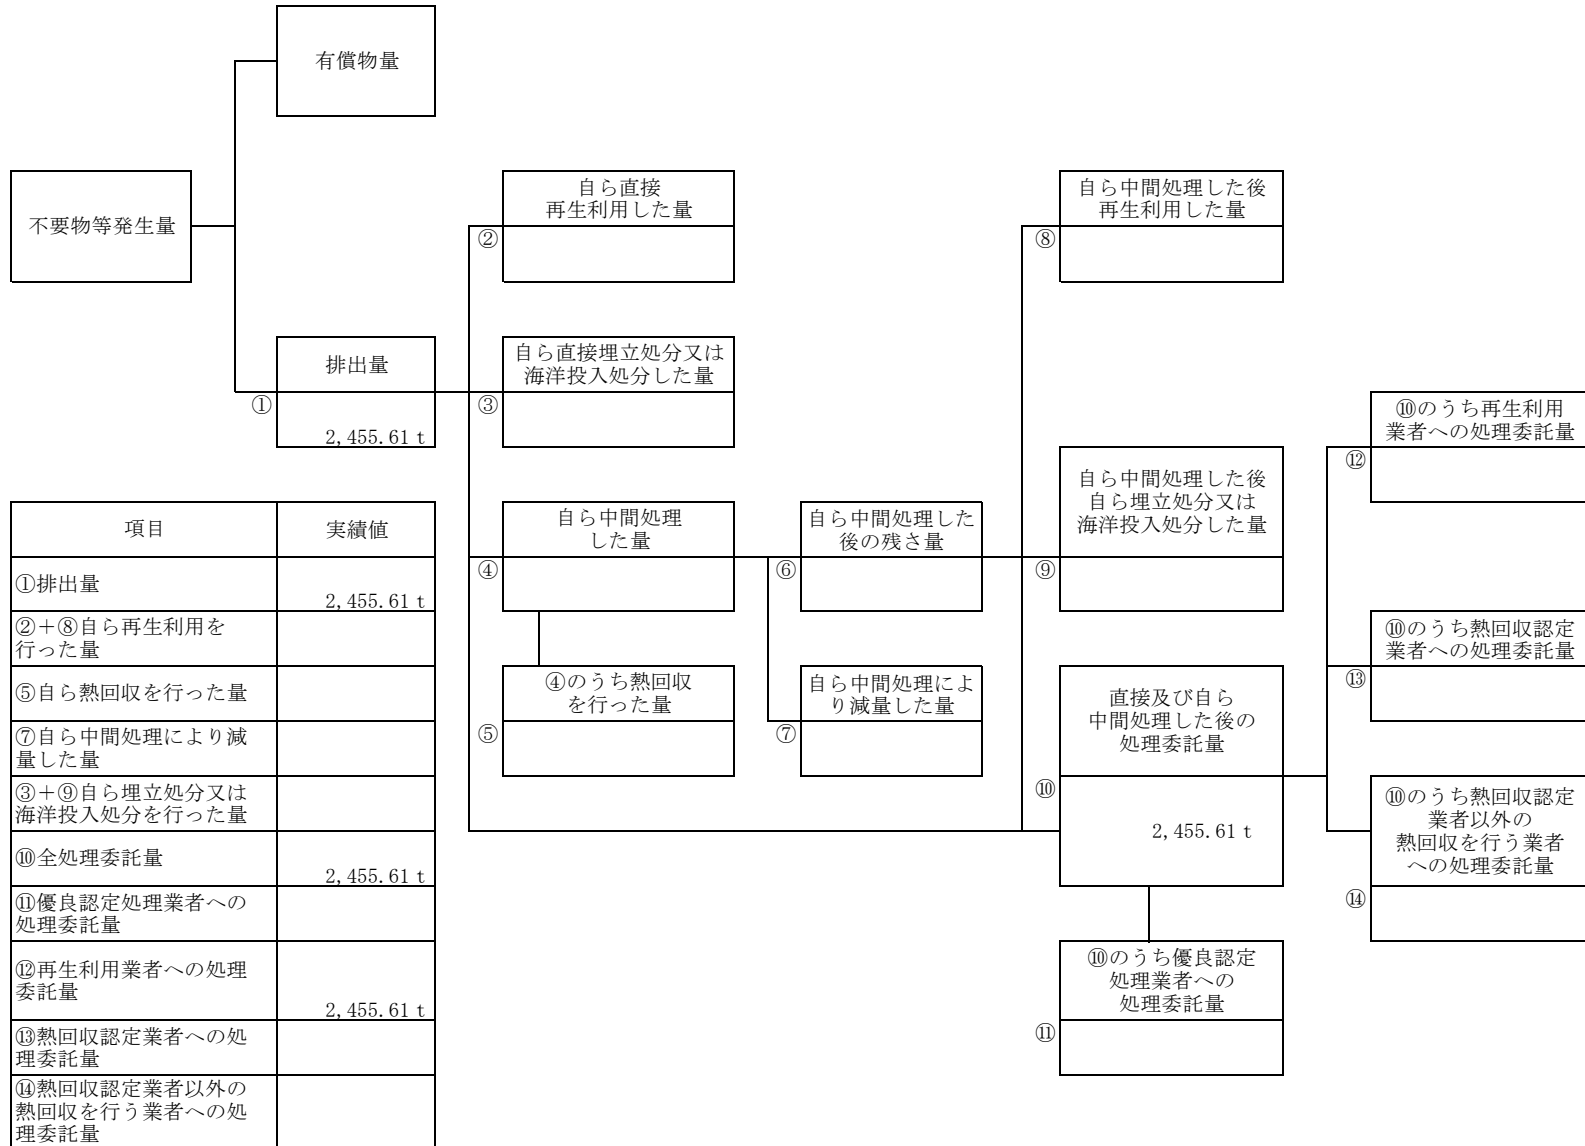 有償物量
不要物等発生量
排出量
①
2,455.61 t
自ら直接
再生利用した量
②
自ら直接埋立処分又は
海洋投入処分した量
③
自ら中間処理
した量
④
④のうち熱回収
を行った量
⑤
自ら中間処理した
後の残さ量
⑥
自ら中間処理によ
り減量した量
⑦
自ら中間処理した後
再生利用した量
⑧
自ら中間処理した後
自ら埋立処分又は
海洋投入処分した量
⑨
直接及び自ら
中間処理した後の
処理委託量
⑩
2,455.61 t
⑩のうち優良認定
処理業者への
処理委託量
⑪
⑩のうち再生利用
業者への処理委託量
⑫
⑩のうち熱回収認定
業者への処理委託量
⑬
⑩のうち熱回収認定
業者以外の
熱回収を行う業者
への処理委託量
⑭
項目 実績値
①排出量 2,455.61 t
②+⑧自ら再生利用を
行った量
⑤自ら熱回収を行った量
⑦自ら中間処理により減
量した量
③+⑨自ら埋立処分又は
海洋投入処分を行った量
⑩全処理委託量 2,455.61 t
⑪優良認定処理業者への
処理委託量
⑫再生利用業者への処理
委託量 2,455.61 t
⑬熱回収認定業者への処
理委託量
⑭熱回収認定業者以外の
熱回収を行う業者への処
理委託量